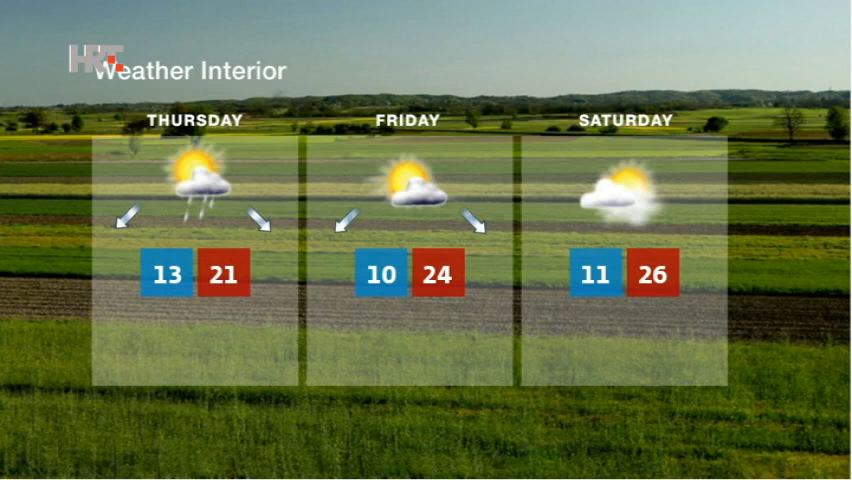 HRT
Weather Interior
THURSDAY FRIDAY SATURDAY
13 21 10 24 11 26